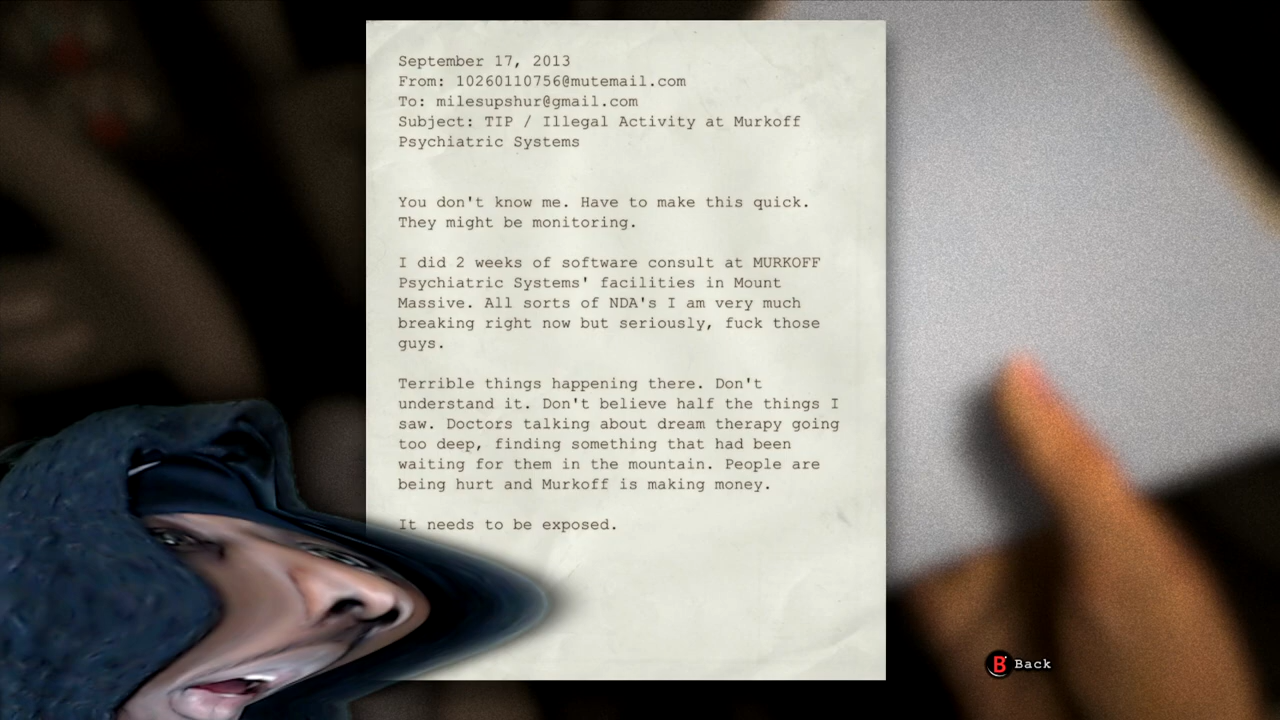 September 17, 2013
From: 10260110756@mutemail.com
To: milesupshur@gmail.com
Subject: TIP / Illegal Activity at Murkoff
Psychiatric Systems
You don't know me. Have to make this quick.
They might be monitoring.
I did 2 weeks of software consult at MURKOFF
Psychiatric Systems' facilities in Mount
Massive. All sorts of NDA's I am very much
breaking right now but seriously, fuck those
guys.
Terrible things happening there. Don't
understand it. Don't believe half the things I
saw. Doctors talking about dream therapy going
too deep, finding something that had been
waiting for them in the mountain. People are
being hurt and Murkoff is making money.
It needs to be exposed.
B Back